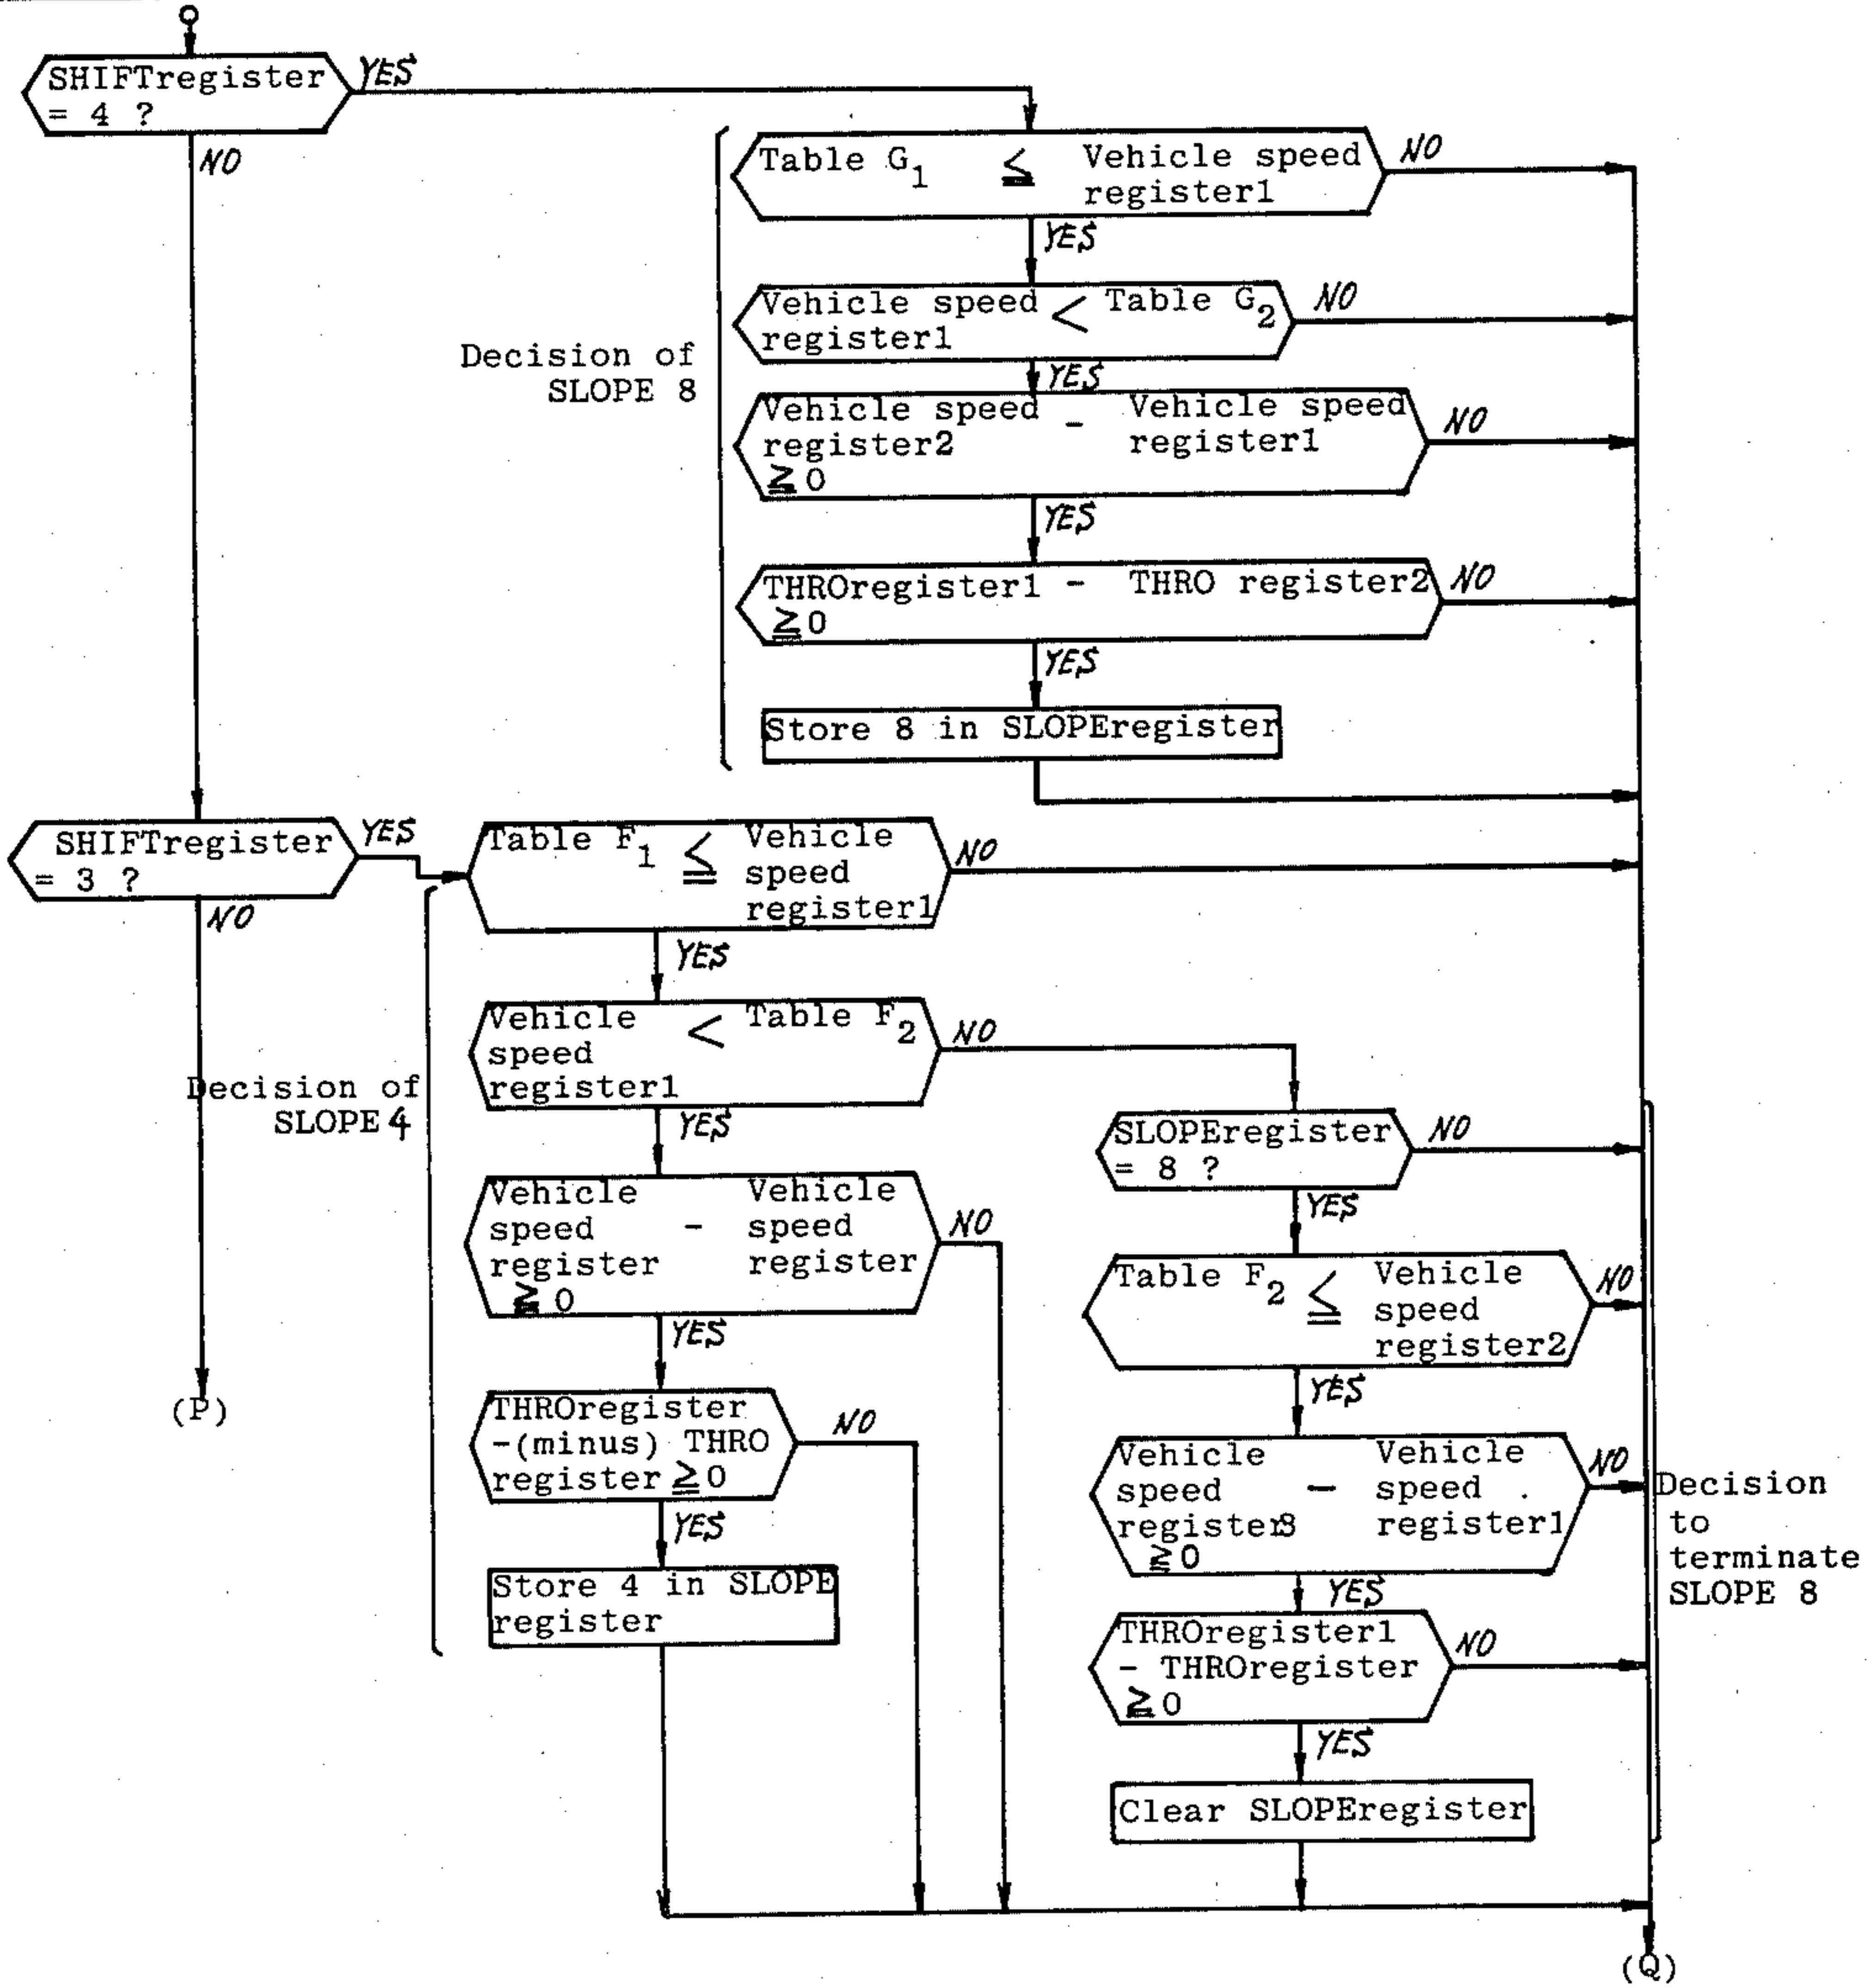 SHIFTregister
= 4 ?
YES
NO
Table G1 ≦ Vehicle speed
register1
NO
YES
Vehicle speed < Table G2
register1
NO
YES
Decision of
SLOPE 8
Vehicle speed - Vehicle speed
register2 register1
≧0
NO
YES
THROregister1 - THRO register2
≧0
NO
YES
Store 8 in SLOPEregister
SHIFTregister
= 3 ?
YES
NO
Table F1 ≦ Vehicle
speed
register1
NO
YES
Vehicle < Table F2
speed
register1
NO
YES
Decision of
SLOPE 4
Vehicle Vehicle
speed - speed
register register
≧ 0
NO
YES
THROregister
-(minus) THRO
register ≧0
NO
YES
Store 4 in SLOPE
register
(P)
SLOPEregister
= 8 ?
NO
YES
Table F2 ≦ Vehicle
speed
register2
NO
YES
Vehicle Vehicle
speed - speed
register3 register1
≧0
NO
YES
THROregister1
- THROregister
≧0
NO
YES
Clear SLOPEregister
Decision
to
terminate
SLOPE 8
(Q)